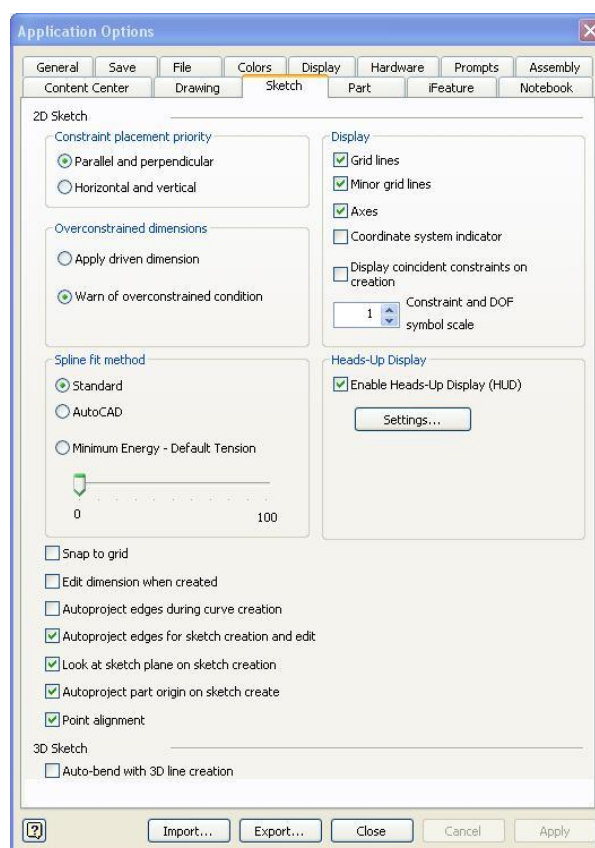 Application Options
General Save File Colors Display Hardware Prompts Assembly
Content Center Drawing Sketch Part iFeature Notebook
2D Sketch
Constraint placement priority
Parallel and perpendicular
Horizontal and vertical
Overconstrained dimensions
Apply driven dimension
Warn of overconstrained condition
Display
Grid lines
Minor grid lines
Axes
Coordinate system indicator
Display coincident constraints on
creation
1 Constraint and DOF
symbol scale
Spline fit method
Standard
AutoCAD
Minimum Energy - Default Tension
0 100
Heads-Up Display
Enable Heads-Up Display (HUD)
Settings...
Snap to grid
Edit dimension when created
Autoproject edges during curve creation
Autoproject edges for sketch creation and edit
Look at sketch plane on sketch creation
Autoproject part origin on sketch create
Point alignment
3D Sketch
Auto-bend with 3D line creation
? Import... Export... Close Cancel Apply